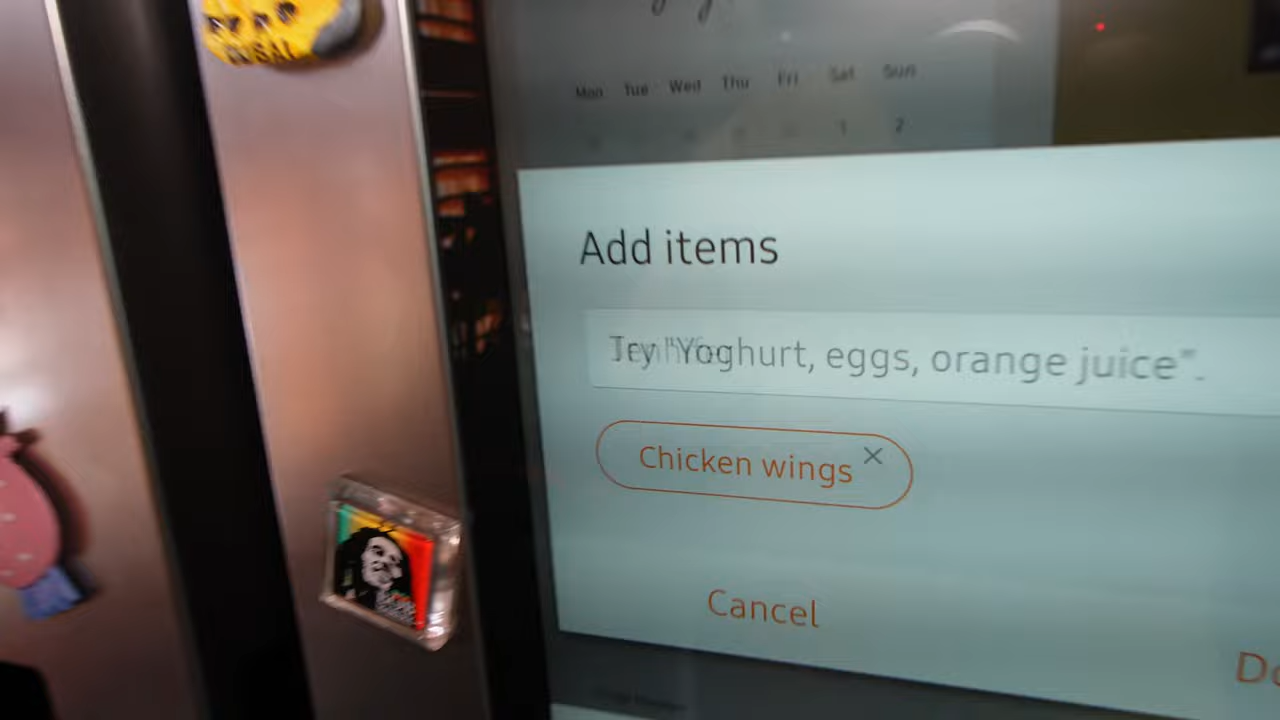 Mon Tue Wed Thu Fri Sat Sun
1 2
Add items
Try "Yoghurt, eggs, orange juice".
Chicken wings ×
Cancel
Do